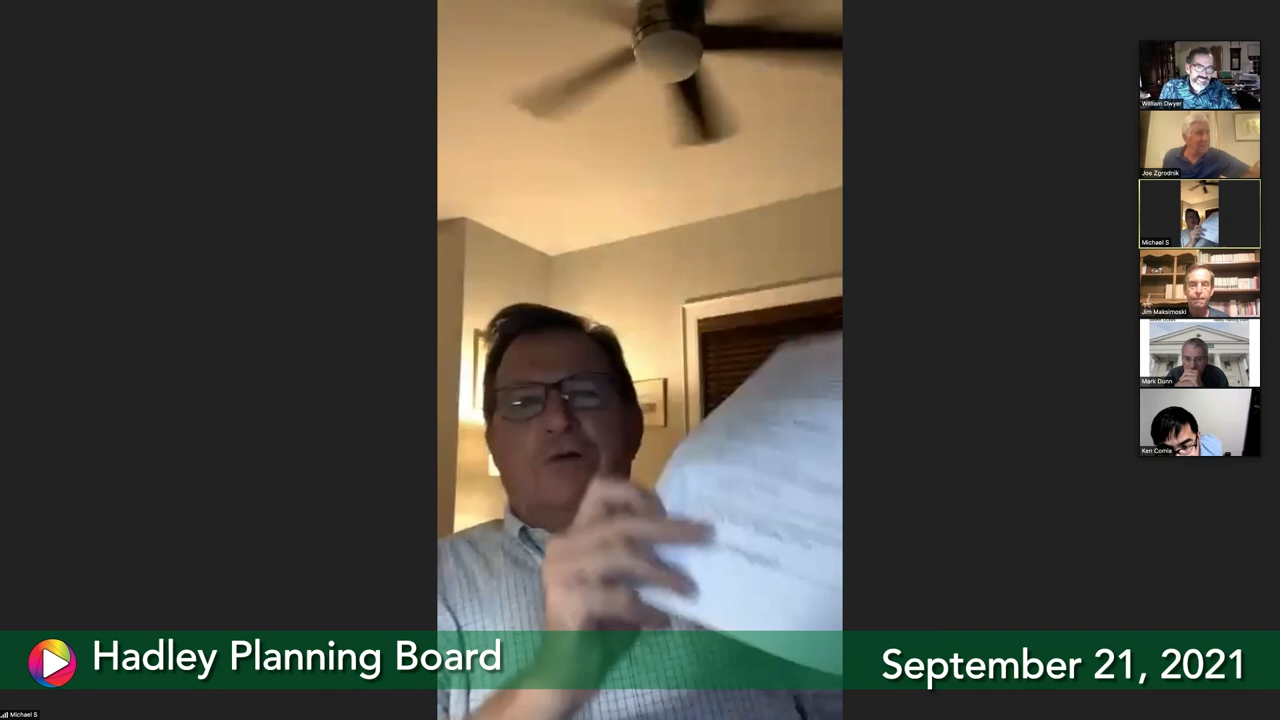 William Dwyer
Joe Zgrodnik
Michael S
Jim Maksimoski
Mark Dunn
Ken Comia
Hadley Planning Board
September 21, 2021
Michael S